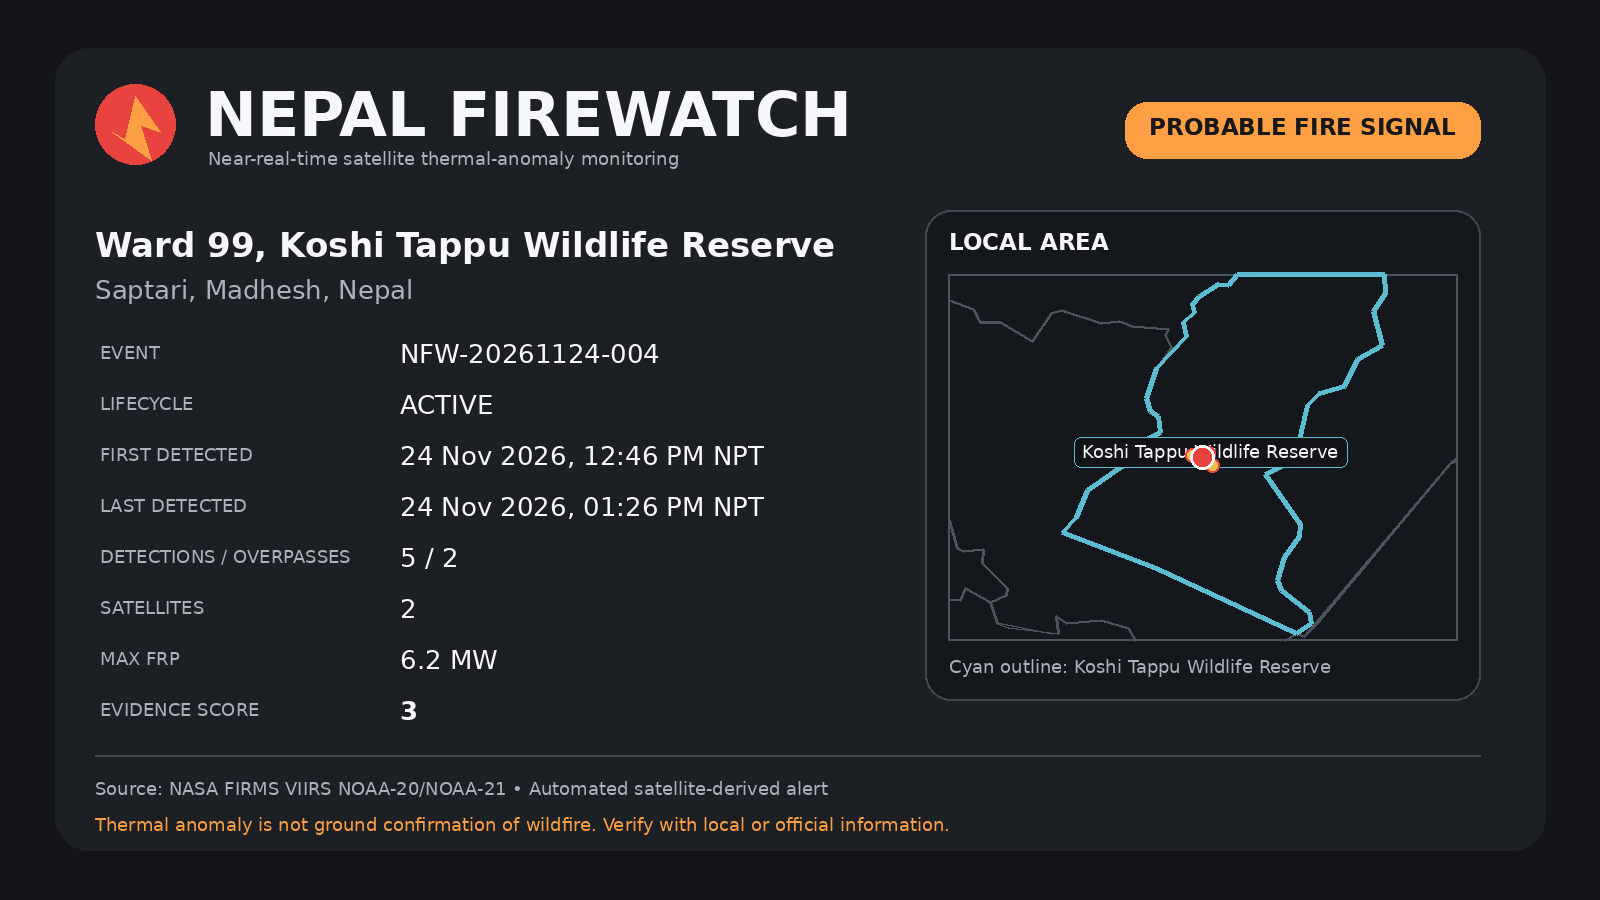 NEPAL FIREWATCH
Near-real-time satellite thermal-anomaly monitoring
PROBABLE FIRE SIGNAL
Ward 99, Koshi Tappu Wildlife Reserve
Saptari, Madhesh, Nepal
EVENT NFW-20261124-004
LIFECYCLE ACTIVE
FIRST DETECTED 24 Nov 2026, 12:46 PM NPT
LAST DETECTED 24 Nov 2026, 01:26 PM NPT
DETECTIONS / OVERPASSES 5 / 2
SATELLITES 2
MAX FRP 6.2 MW
EVIDENCE SCORE 3
LOCAL AREA
Koshi Tappu Wildlife Reserve
Cyan outline: Koshi Tappu Wildlife Reserve
Source: NASA FIRMS VIIRS NOAA-20/NOAA-21 • Automated satellite-derived alert
Thermal anomaly is not ground confirmation of wildfire. Verify with local or official information.